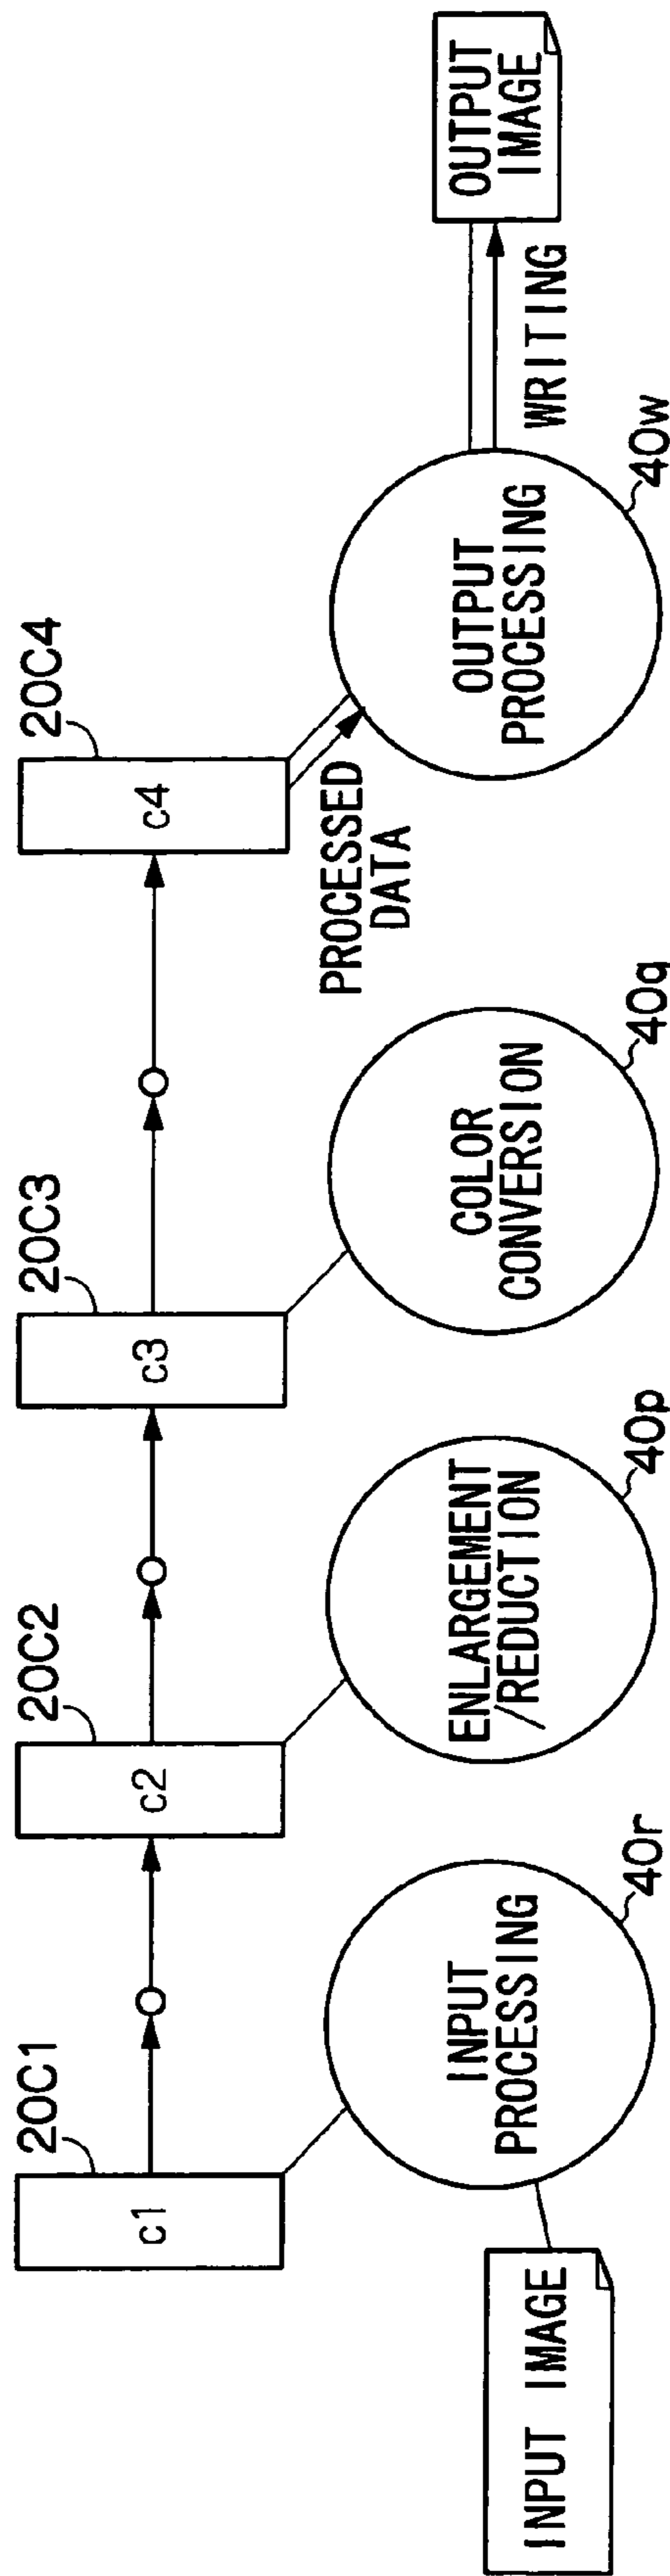 20C1
c1
20C2
c2
20C3
c3
20C4
c4
PROCESSED
DATA
INPUT IMAGE
INPUT
PROCESSING
40r
ENLARGEMENT
/REDUCTION
40p
COLOR
CONVERSION
40q
OUTPUT
PROCESSING
40w
WRITING
OUTPUT
IMAGE